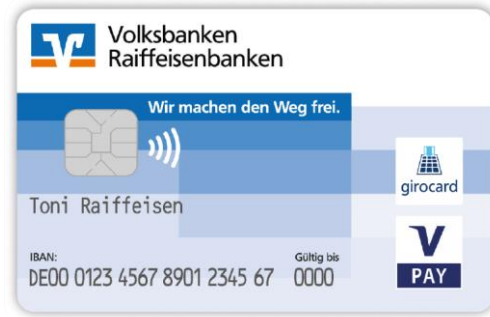 Volksbanken
Raiffeisenbanken
Wir machen den Weg frei.
girocard
Toni Raiffeisen
IBAN:
Gültig bis
DE00 0123 4567 8901 2345 67
0000
V
PAY